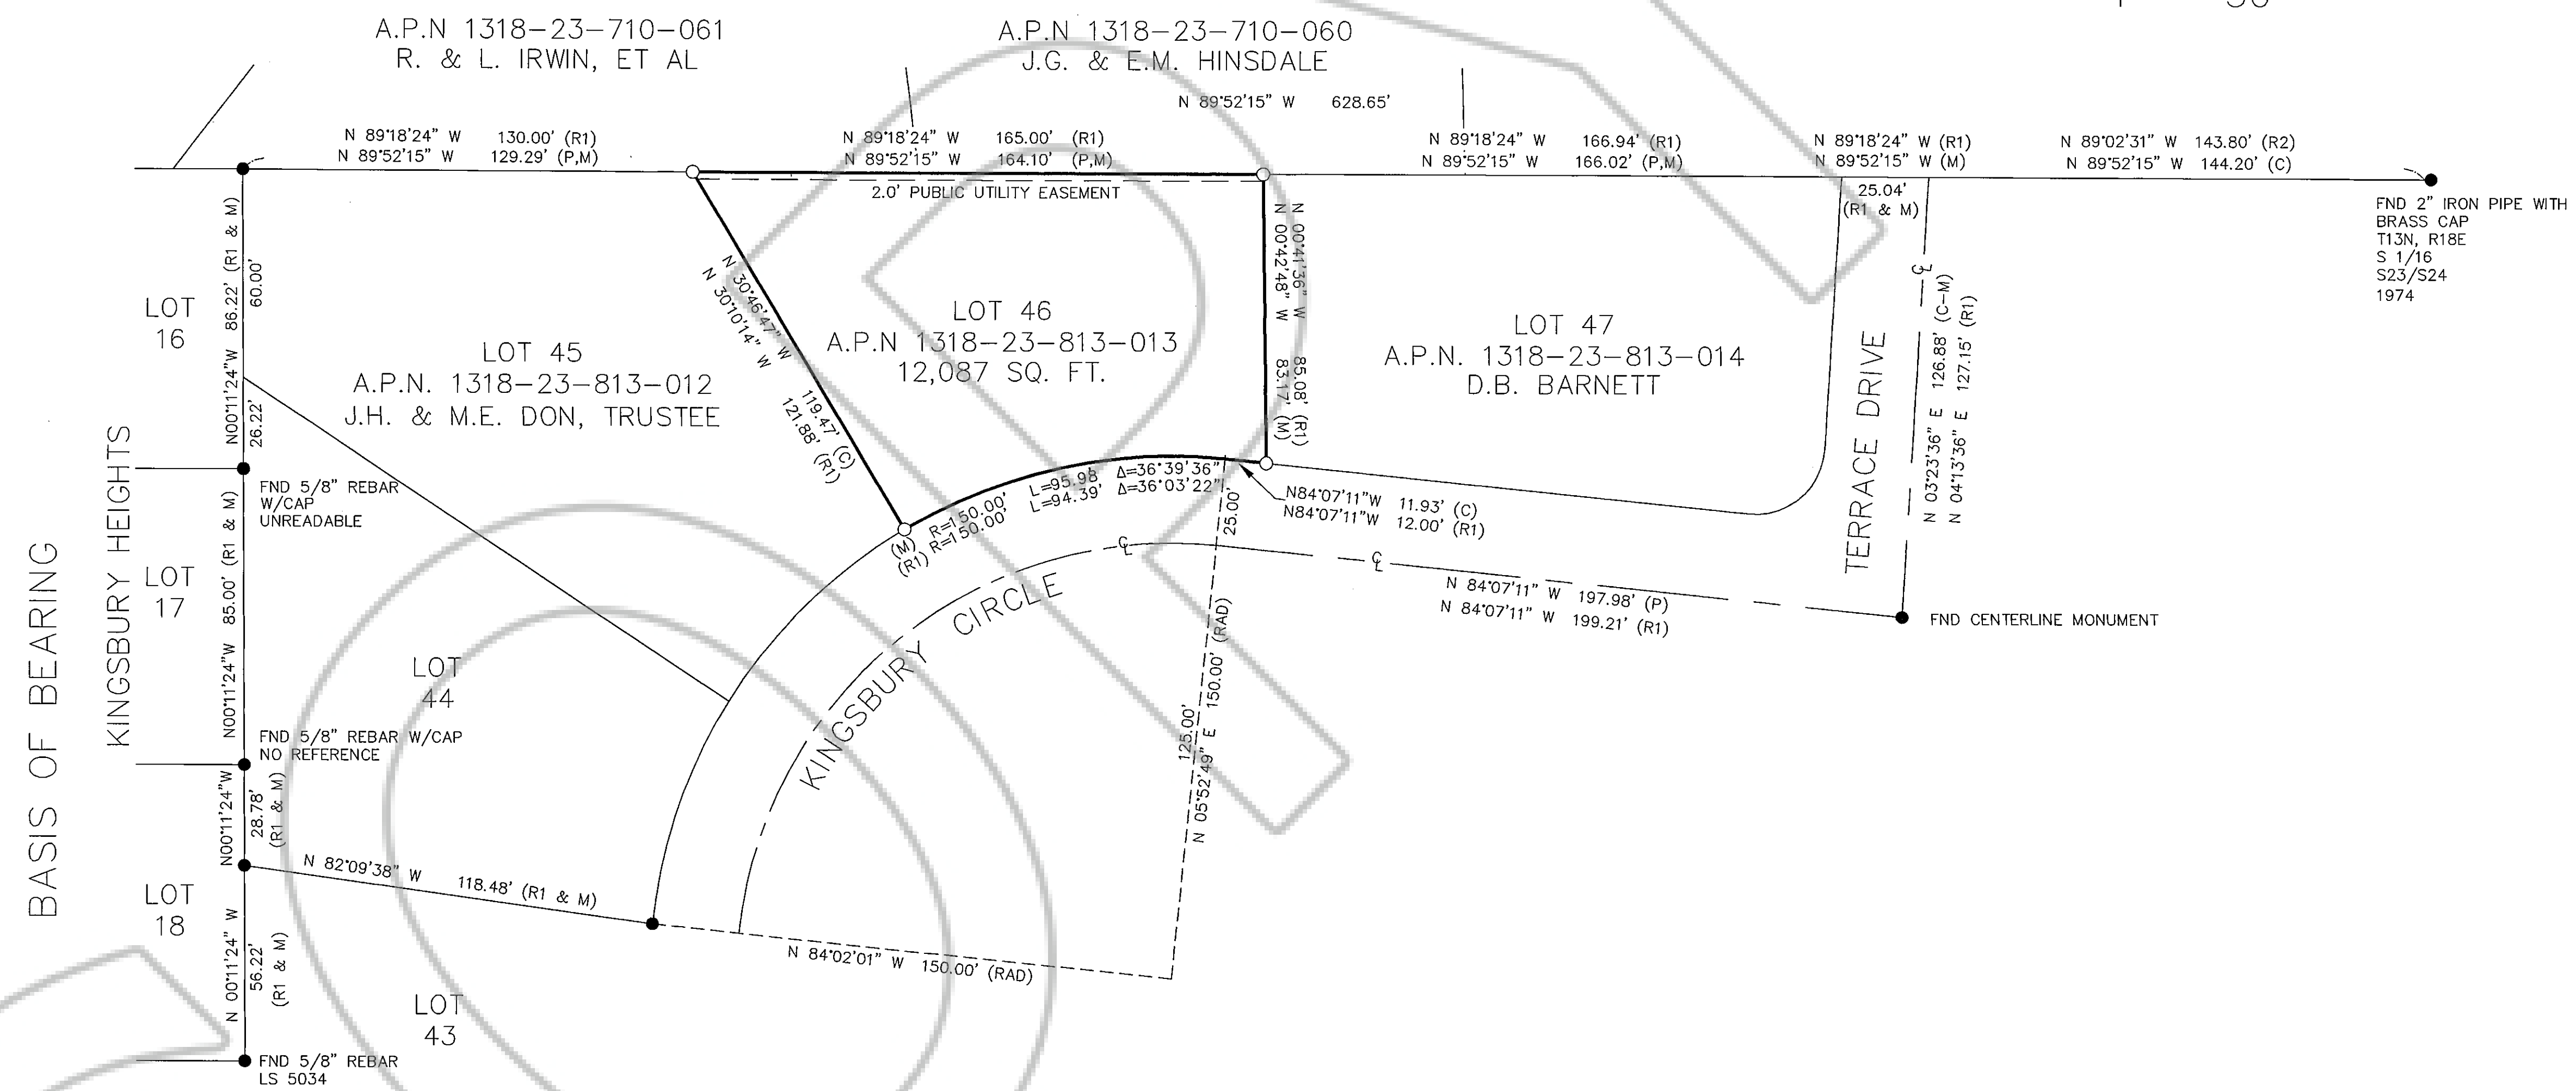 A.P.N 1318-23-710-061
R. & L. IRWIN, ET AL
A.P.N 1318-23-710-060
J.G. & E.M. HINSDALE
N 89°52'15" W 628.65'
N 89°18'24" W 130.00' (R1)
N 89°52'15" W 129.29' (P,M)
N 89°18'24" W 165.00' (R1)
N 89°52'15" W 164.10' (P,M)
N 89°18'24" W 166.94' (R1)
N 89°52'15" W 166.02' (P,M)
N 89°18'24" W (R1)
N 89°52'15" W (M)
N 89°02'31" W 143.80' (R2)
N 89°52'15" W 144.20' (C)
2.0' PUBLIC UTILITY EASEMENT
25.04'
(R1 & M)
FND 2" IRON PIPE WITH
BRASS CAP
T13N, R18E
S 1/16
S23/S24
1974
LOT
16
N00°11'24"W 86.22' (R1 & M)
60.00'
26.22'
LOT 45
A.P.N. 1318-23-813-012
J.H. & M.E. DON, TRUSTEE
N 30°46'47" W 119.47' (C)
N 30°10'14" W 121.88' (R1)
LOT 46
A.P.N 1318-23-813-013
12,087 SQ. FT.
N 00°41'36" W 85.08' (R1)
N 00°42'48" W 83.17' (M)
LOT 47
A.P.N. 1318-23-813-014
D.B. BARNETT
TERRACE DRIVE
N 03°23'36" E 126.88' (C-M)
N 04°13'36" E 127.15' (R1)
BASIS OF BEARING
KINGSBURY HEIGHTS
FND 5/8" REBAR
W/CAP
UNREADABLE
(M) R=150.00' L=95.98' Δ=36°39'36"
(R1) R=150.00' L=94.39' Δ=36°03'22"
N84°07'11"W 11.93' (C)
N84°07'11"W 12.00' (R1)
25.00'
LOT
17
N00°11'24"W 85.00' (R1 & M)
KINGSBURY CIRCLE
N 84°07'11" W 197.98' (P)
N 84°07'11" W 199.21' (R1)
FND CENTERLINE MONUMENT
LOT
44
FND 5/8" REBAR W/CAP
NO REFERENCE
125.00'
N 05°52'49" E 150.00' (RAD)
N00°11'24"W
28.78'
(R1 & M)
N 82°09'38" W 118.48' (R1 & M)
N 84°02'01" W 150.00' (RAD)
LOT
18
N 00°11'24" W
56.22'
(R1 & M)
LOT
43
FND 5/8" REBAR
LS 5034